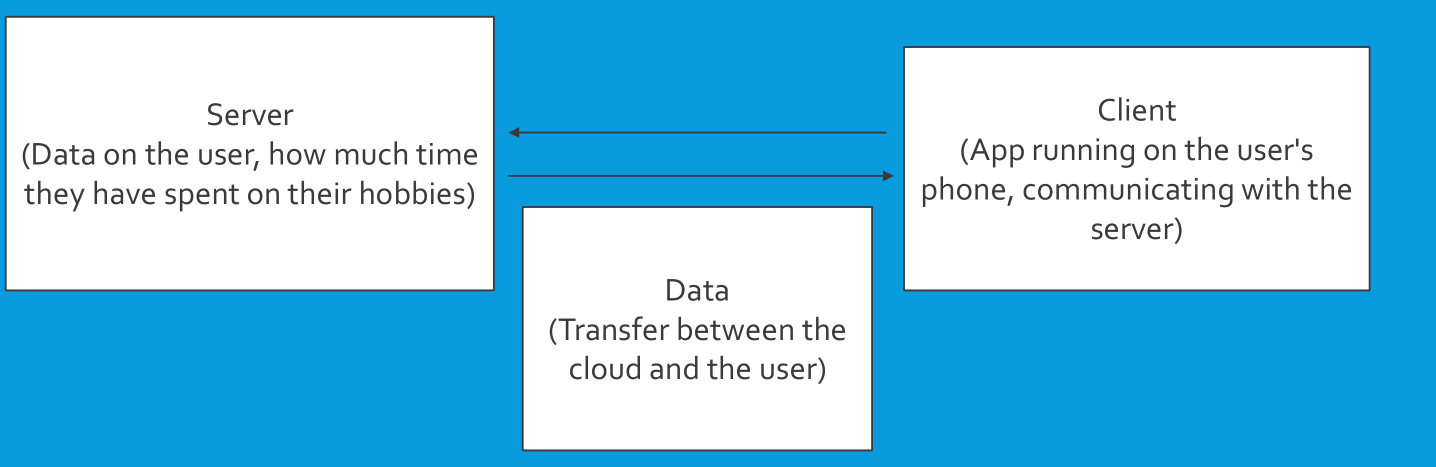 Server
(Data on the user, how much time
they have spent on their hobbies)
Client
(App running on the user's
phone, communicating with the
server)
Data
(Transfer between the
cloud and the user)